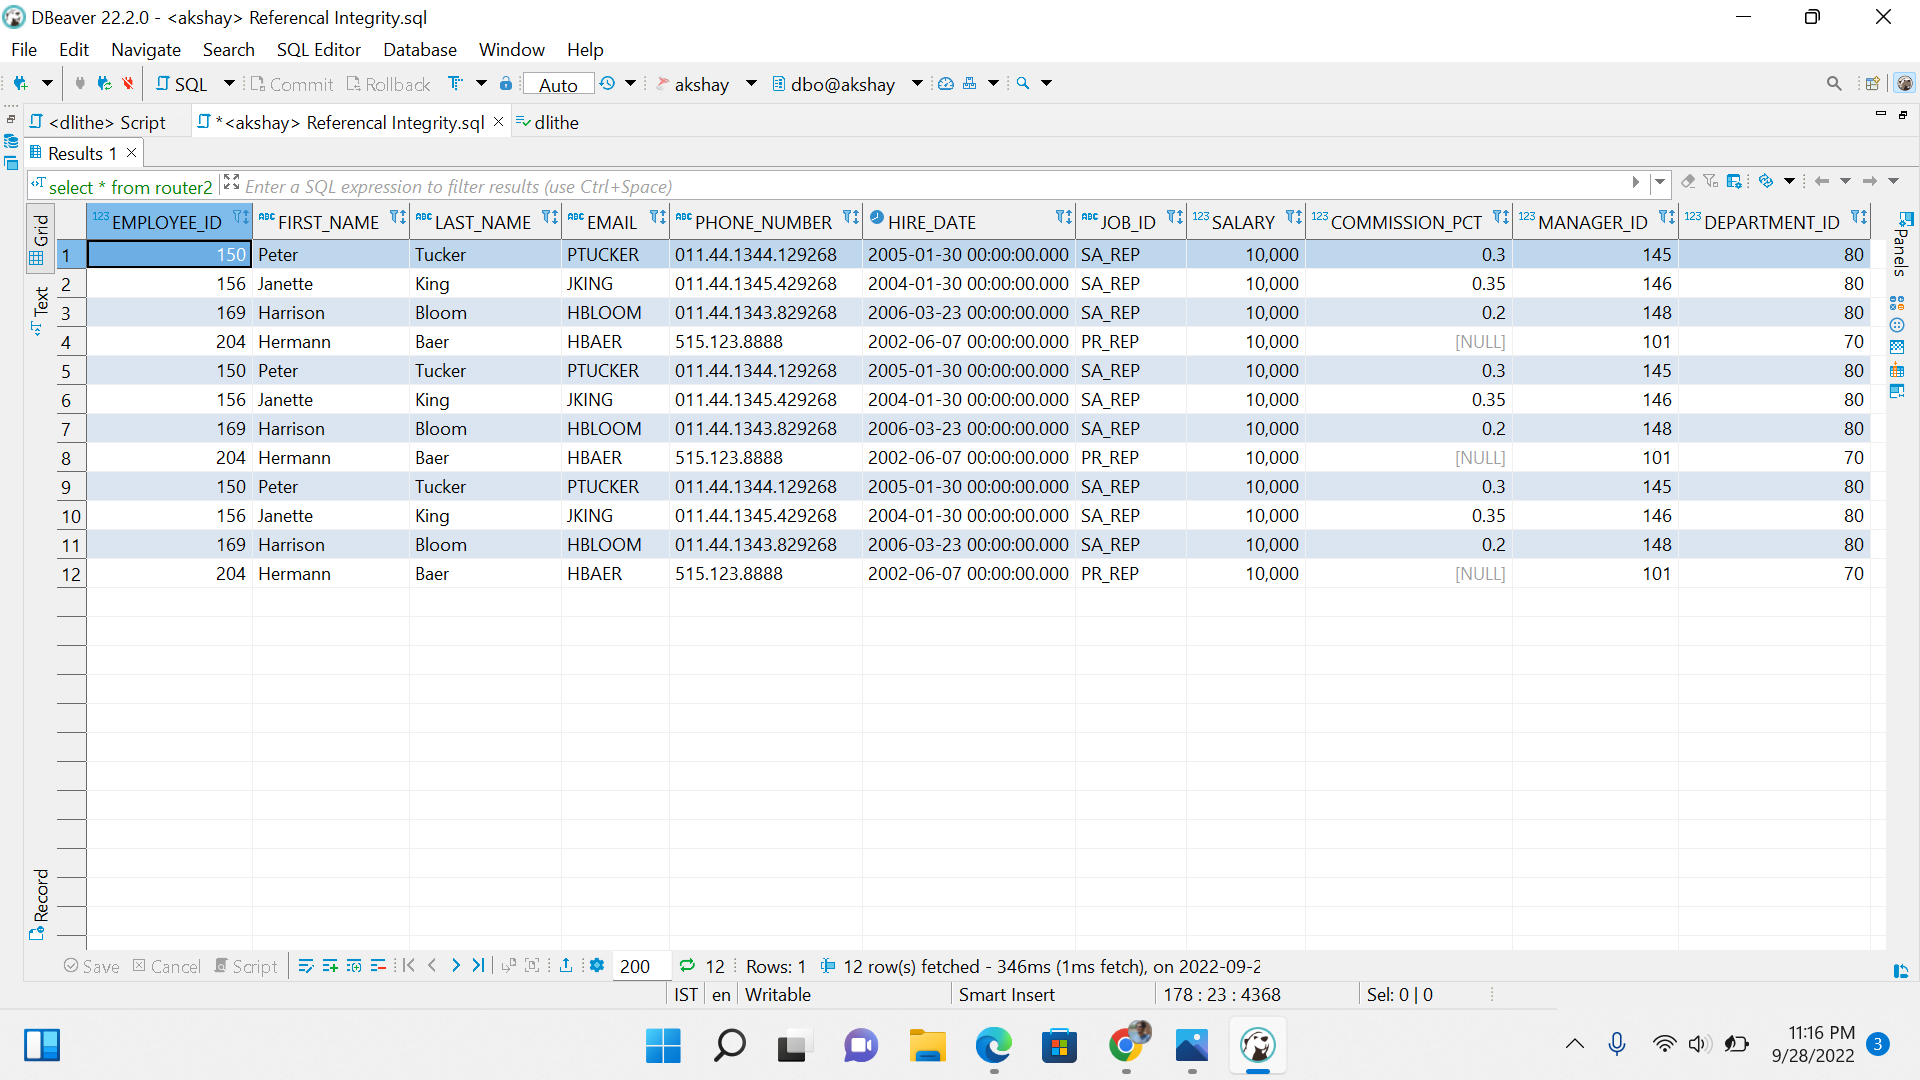 DBeaver 22.2.0 - <akshay> Referencal Integrity.sql
File Edit Navigate Search SQL Editor Database Window Help
SQL Commit Rollback T Auto akshay dbo@akshay
<dlithe> Script *<akshay> Referencal Integrity.sql dlithe
Results 1
select * from router2 Enter a SQL expression to filter results (use Ctrl+Space)
Grid
Text
Record
Panels
123 EMPLOYEE_ID ABC FIRST_NAME ABC LAST_NAME ABC EMAIL ABC PHONE_NUMBER HIRE_DATE ABC JOB_ID 123 SALARY 123 COMMISSION_PCT 123 MANAGER_ID 123 DEPARTMENT_ID
1 150 Peter Tucker PTUCKER 011.44.1344.129268 2005-01-30 00:00:00.000 SA_REP 10,000 0.3 145 80
2 156 Janette King JKING 011.44.1345.429268 2004-01-30 00:00:00.000 SA_REP 10,000 0.35 146 80
3 169 Harrison Bloom HBLOOM 011.44.1343.829268 2006-03-23 00:00:00.000 SA_REP 10,000 0.2 148 80
4 204 Hermann Baer HBAER 515.123.8888 2002-06-07 00:00:00.000 PR_REP 10,000 [NULL] 101 70
5 150 Peter Tucker PTUCKER 011.44.1344.129268 2005-01-30 00:00:00.000 SA_REP 10,000 0.3 145 80
6 156 Janette King JKING 011.44.1345.429268 2004-01-30 00:00:00.000 SA_REP 10,000 0.35 146 80
7 169 Harrison Bloom HBLOOM 011.44.1343.829268 2006-03-23 00:00:00.000 SA_REP 10,000 0.2 148 80
8 204 Hermann Baer HBAER 515.123.8888 2002-06-07 00:00:00.000 PR_REP 10,000 [NULL] 101 70
9 150 Peter Tucker PTUCKER 011.44.1344.129268 2005-01-30 00:00:00.000 SA_REP 10,000 0.3 145 80
10 156 Janette King JKING 011.44.1345.429268 2004-01-30 00:00:00.000 SA_REP 10,000 0.35 146 80
11 169 Harrison Bloom HBLOOM 011.44.1343.829268 2006-03-23 00:00:00.000 SA_REP 10,000 0.2 148 80
12 204 Hermann Baer HBAER 515.123.8888 2002-06-07 00:00:00.000 PR_REP 10,000 [NULL] 101 70
Save Cancel Script 200 12 Rows: 1 12 row(s) fetched - 346ms (1ms fetch), on 2022-09-2
IST en Writable Smart Insert 178 : 23 : 4368 Sel: 0 | 0
11:16 PM
9/28/2022 3